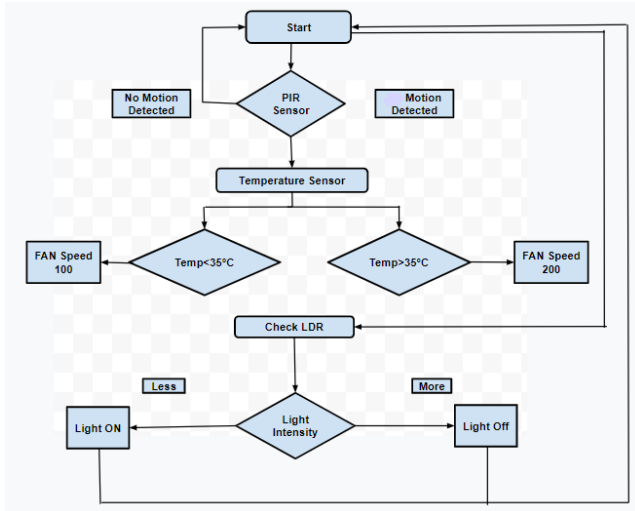 Start
No Motion
Detected
PIR
Sensor
Motion
Detected
Temperature Sensor
FAN Speed
100
Temp<35°C
Temp>35°C
FAN Speed
200
Check LDR
Less
More
Light ON
Light
Intensity
Light Off